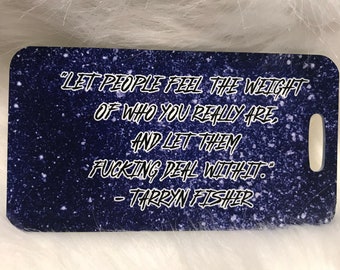 "LET PEOPLE FEEL THE WEIGHT
OF WHO YOU REALLY ARE,
AND LET THEM
FUCKING DEAL WITH IT."
- TARRYN FISHER